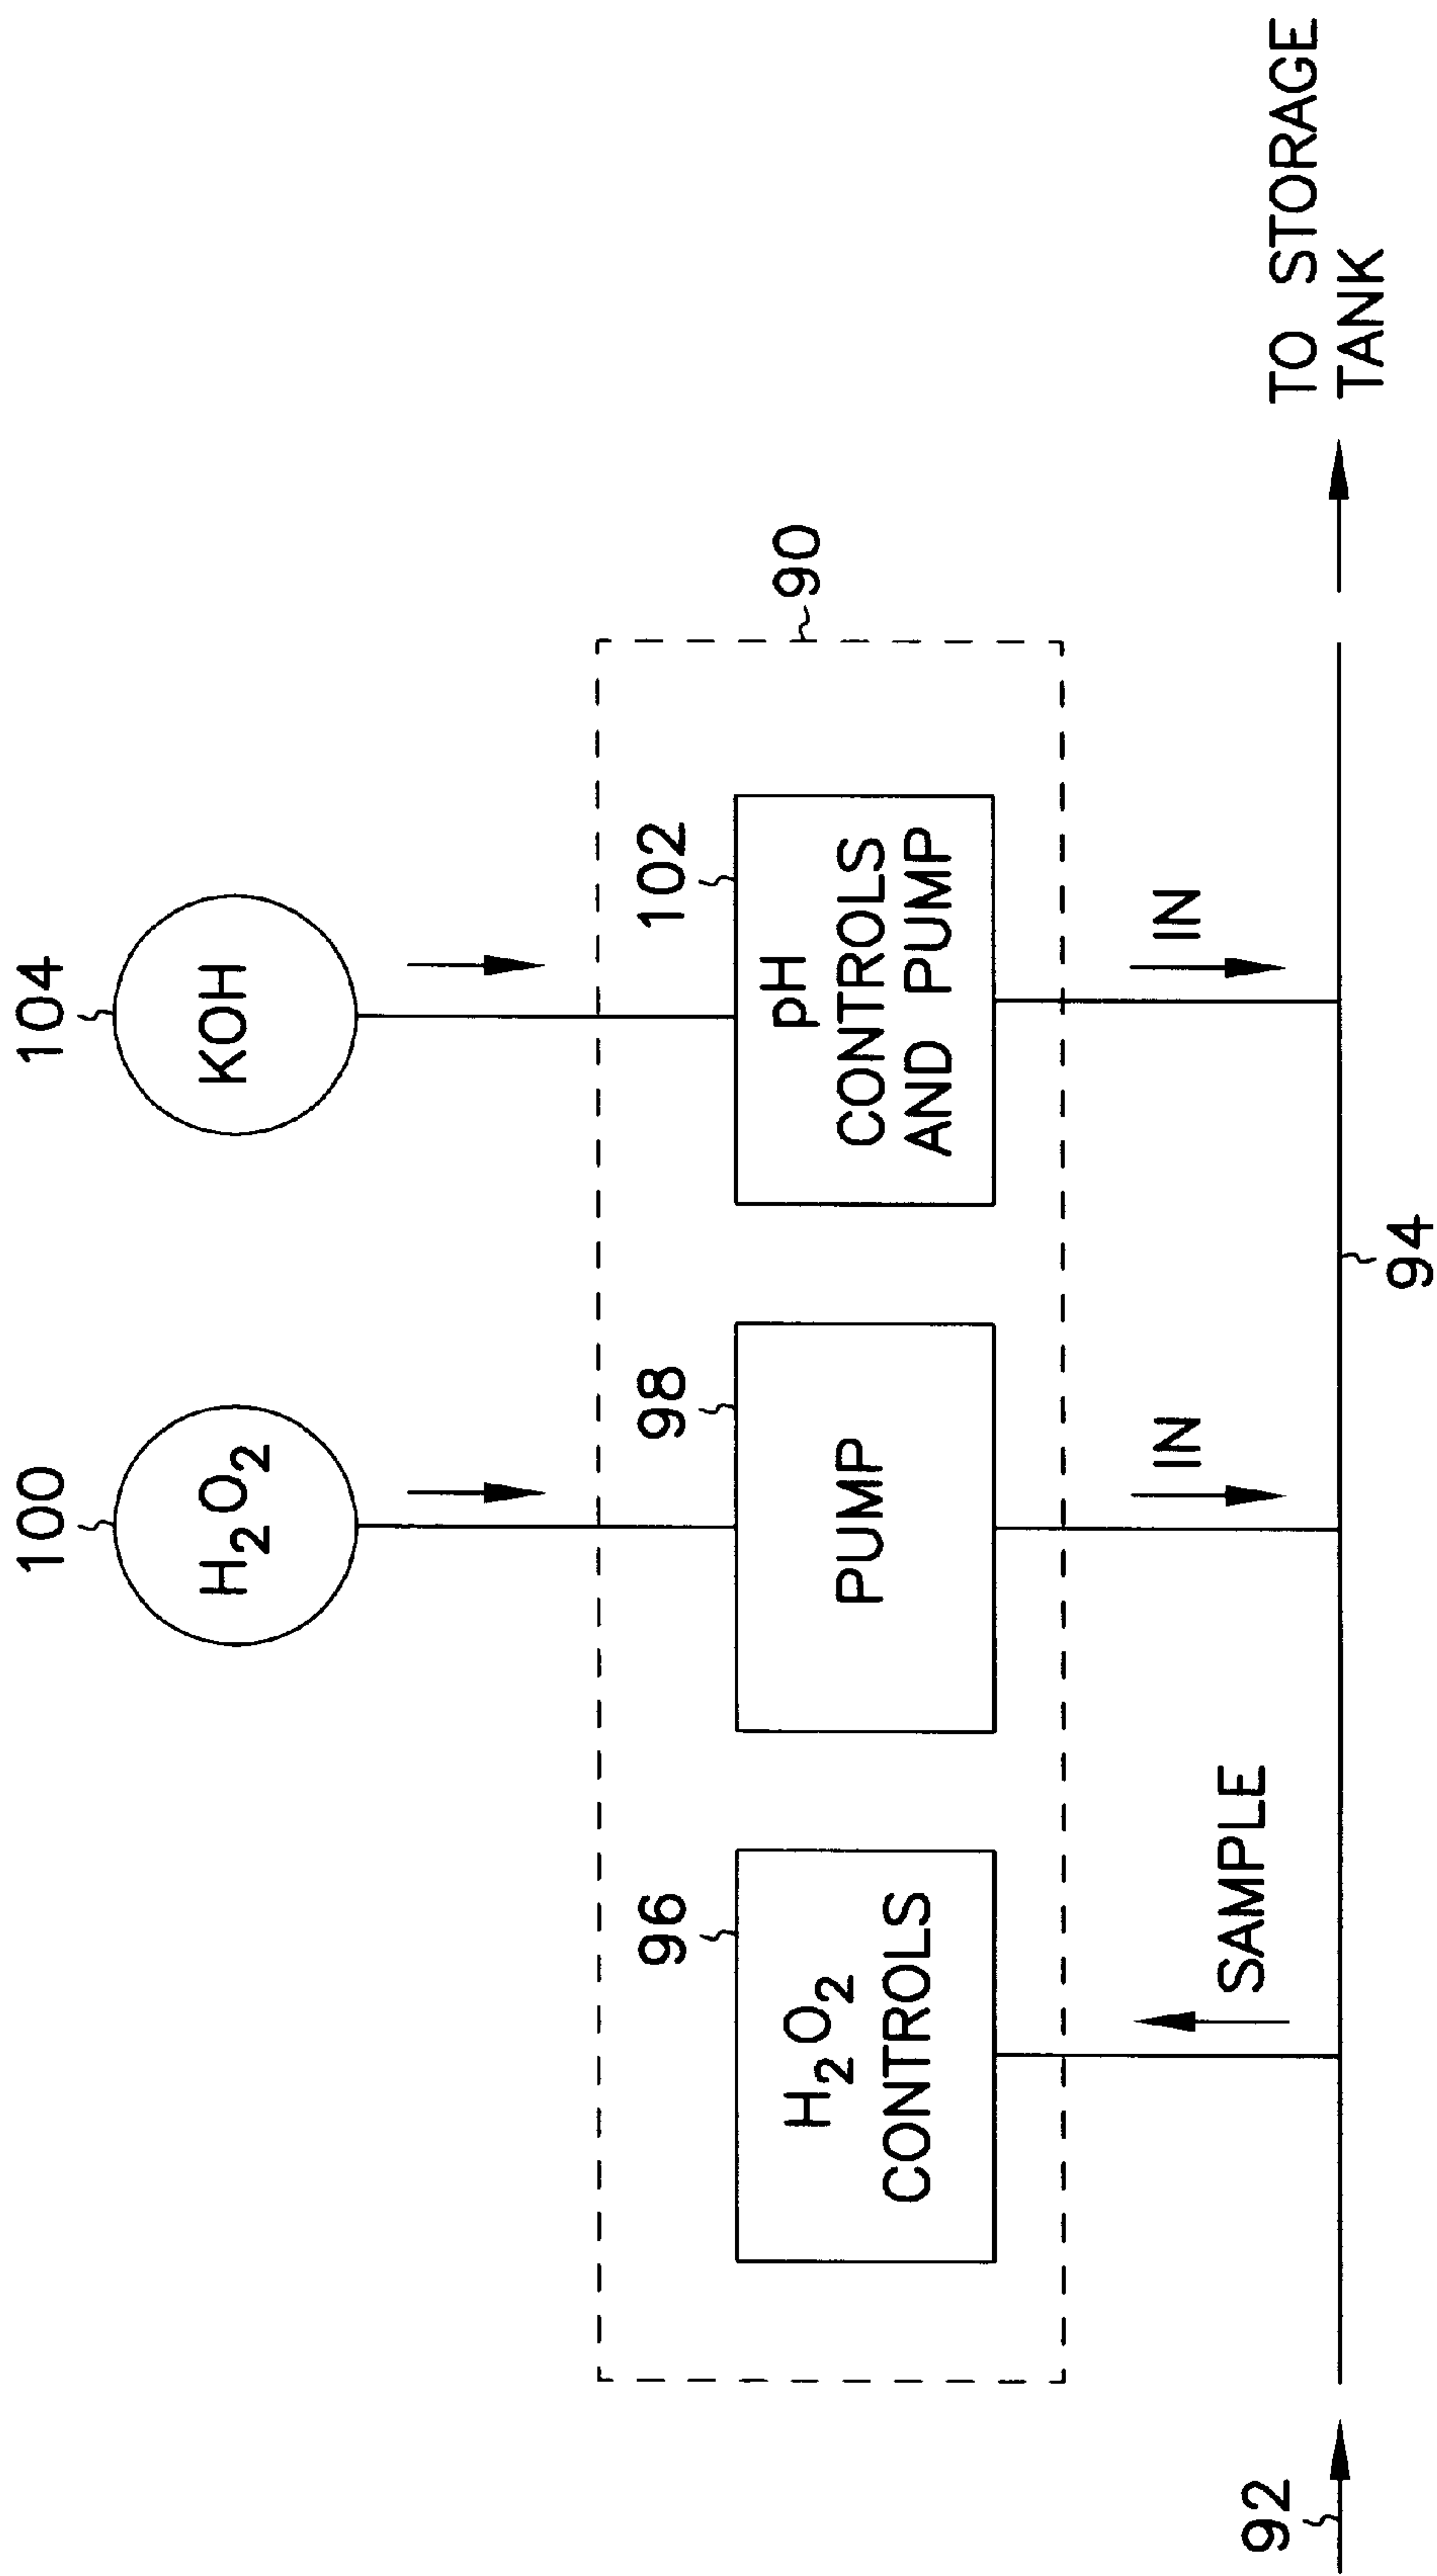 100
104
H2O2
KOH
90
96
98
102
H2O2
CONTROLS
PUMP
pH
CONTROLS
AND PUMP
SAMPLE
IN
IN
92
94
TO STORAGE
TANK